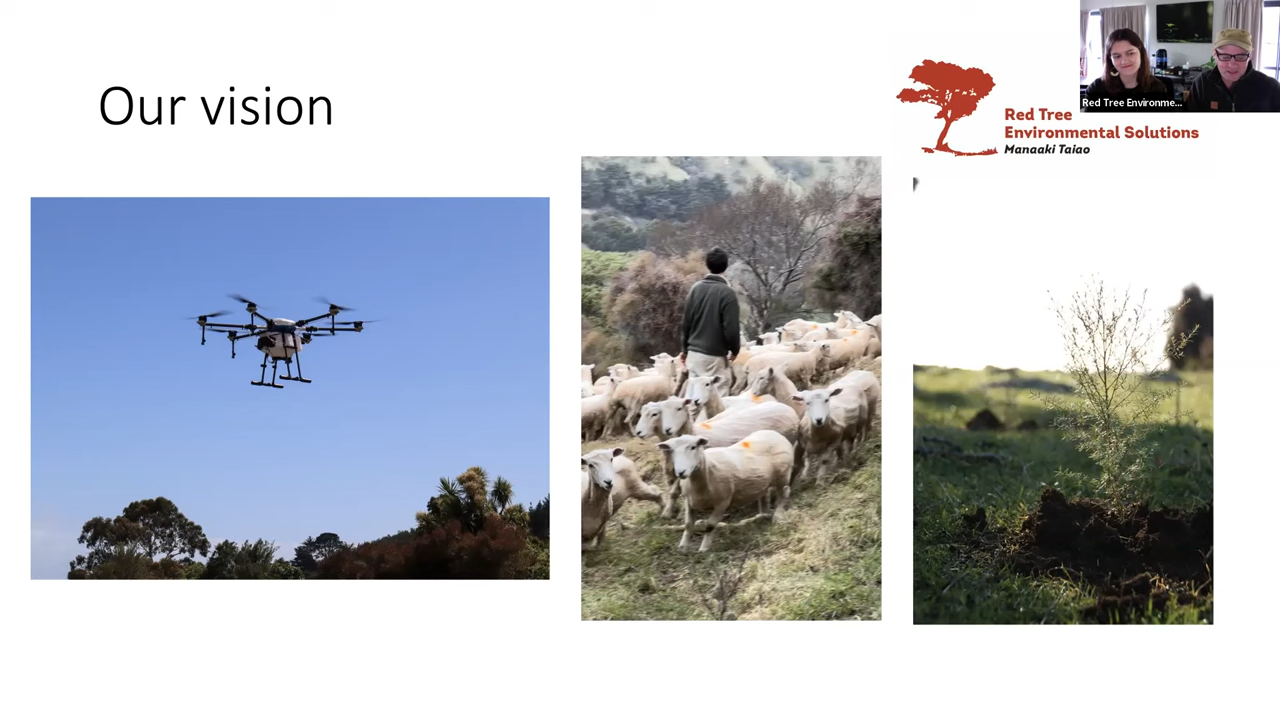 Our vision
Red Tree
Environmental Solutions
Manaaki Taiao
Red Tree Environme...